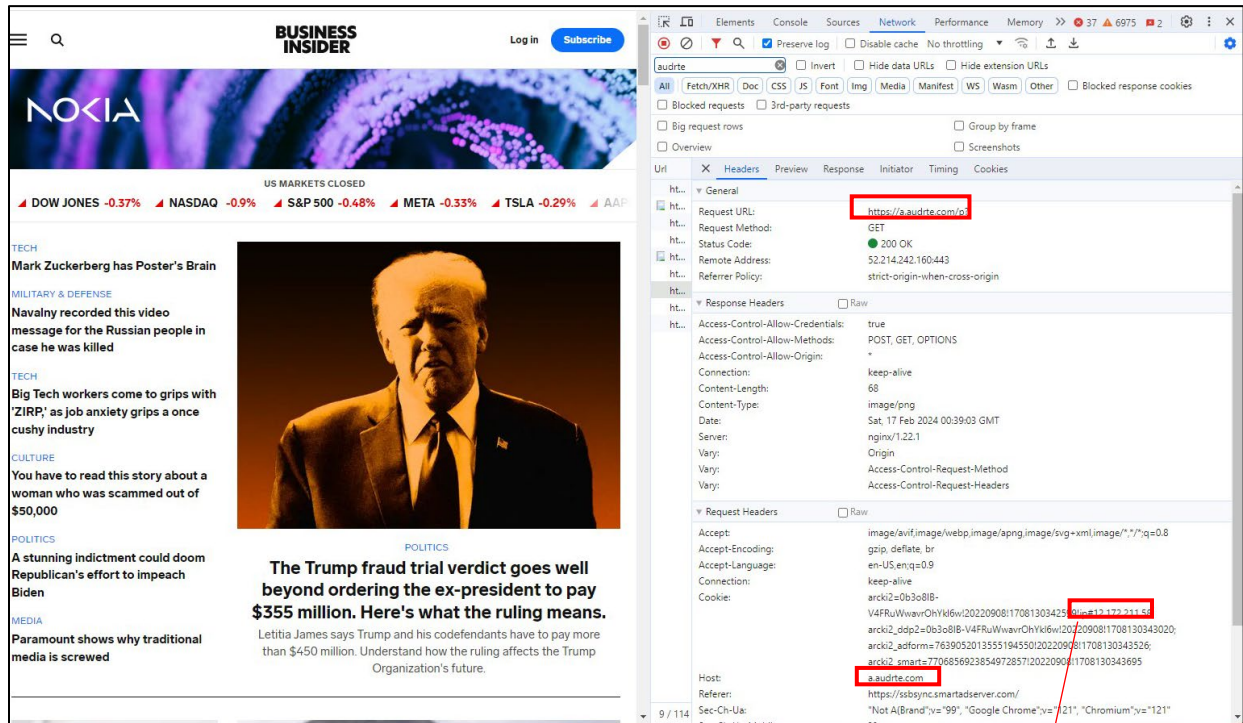 BUSINESS
INSIDER
Log in
Subscribe
NOKIA
US MARKETS CLOSED
DOW JONES -0.37% NASDAQ -0.9% S&P 500 -0.48% META -0.33% TSLA -0.29% AAP
TECH
Mark Zuckerberg has Poster's Brain
MILITARY & DEFENSE
Navalny recorded this video
message for the Russian people in
case he was killed
TECH
Big Tech workers come to grips with
'ZIRP,' as job anxiety grips a once
cushy industry
CULTURE
You have to read this story about a
woman who was scammed out of
$50,000
POLITICS
A stunning indictment could doom
Republican's effort to impeach
Biden
MEDIA
Paramount shows why traditional
media is screwed
POLITICS
The Trump fraud trial verdict goes well
beyond ordering the ex-president to pay
$355 million. Here's what the ruling means.
Letitia James says Trump and his codefendants have to pay more
than $450 million. Understand how the ruling affects the Trump
Organization's future.
Elements Console Sources Network Performance Memory 37 6975 2
Preserve log Disable cache No throttling
audrte Invert Hide data URLs Hide extension URLs
All Fetch/XHR Doc CSS JS Font Img Media Manifest WS Wasm Other Blocked response cookies
Blocked requests 3rd-party requests
Big request rows Group by frame
Overview Screenshots
Url Headers Preview Response Initiator Timing Cookies
ht...
ht...
ht...
ht...
ht...
ht...
ht...
ht...
ht...
General
Request URL: https://a.audrte.com/p?
Request Method: GET
Status Code: 200 OK
Remote Address: 52.214.242.160:443
Referrer Policy: strict-origin-when-cross-origin
Response Headers Raw
Access-Control-Allow-Credentials: true
Access-Control-Allow-Methods: POST, GET, OPTIONS
Access-Control-Allow-Origin: *
Connection: keep-alive
Content-Length: 68
Content-Type: image/png
Date: Sat, 17 Feb 2024 00:39:03 GMT
Server: nginx/1.22.1
Vary: Origin
Vary: Access-Control-Request-Method
Vary: Access-Control-Request-Headers
Request Headers Raw
Accept: image/avif,image/webp,image/apng,image/svg+xml,image/*,*/*;q=0.8
Accept-Encoding: gzip, deflate, br
Accept-Language: en-US,en;q=0.9
Connection: keep-alive
Cookie: arcki2=0b3o8IB-
V4FRuWwavrOhYkl6w!20220908!1708130342599!ip#12.172.211.56
arcki2_ddp2=0b3o8IB-V4FRuWwavrOhYkl6w!20220908!1708130343020;
arcki2_adform=7639052013555194550!20220908!1708130343526;
arcki2_smart=7706856923854972857!20220908!1708130343695
Host: a.audrte.com
Referer: https://ssbsync.smartadserver.com/
Sec-Ch-Ua: "Not A(Brand";v="99", "Google Chrome";v="121", "Chromium";v="121"
9 / 114